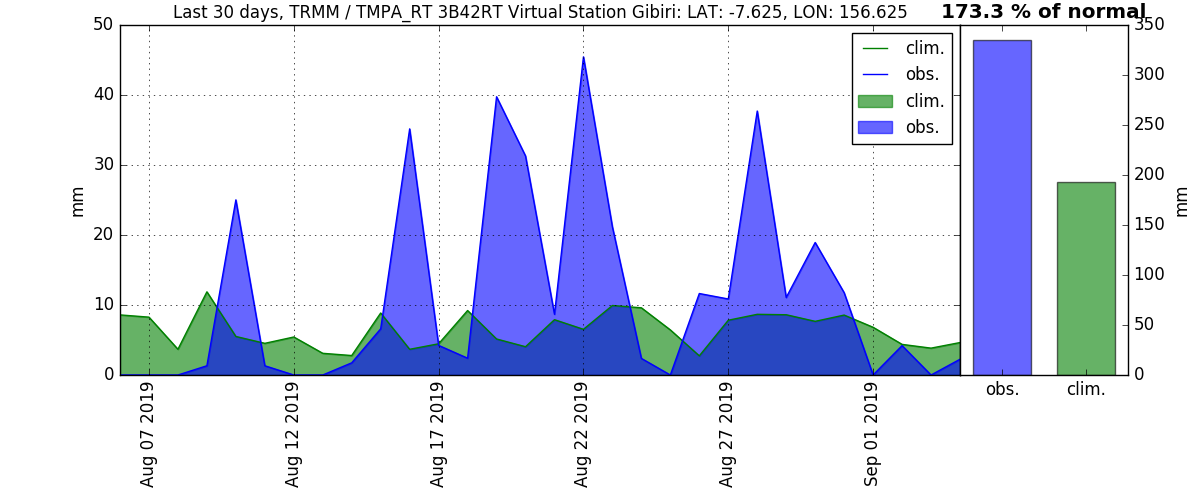 Last 30 days, TRMM / TMPA_RT 3B42RT Virtual Station Gibiri: LAT: -7.625, LON: 156.625
173.3 % of normal
50
40
30
20
10
0
mm
clim.
obs.
clim.
obs.
Aug 07 2019
Aug 12 2019
Aug 17 2019
Aug 22 2019
Aug 27 2019
Sep 01 2019
350
300
250
200
150
100
50
0
mm
obs.
clim.